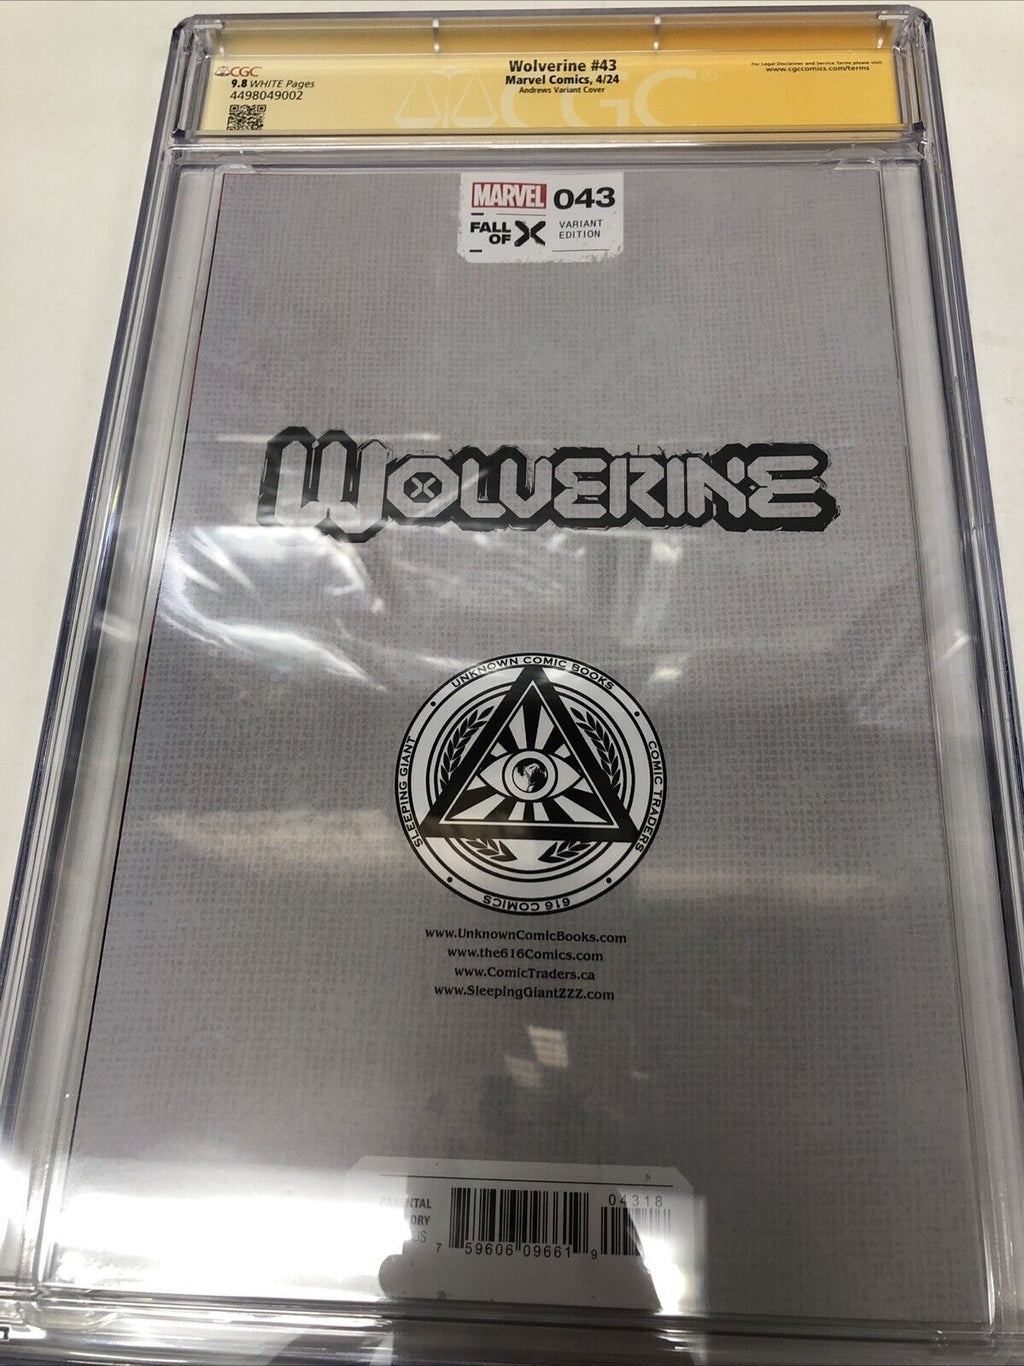 CGC
9.8 WHITE Pages
4498049002
Wolverine #43
Marvel Comics, 4/24
Andrews Variant Cover
For Legal Disclaimer and Service Terms please visit
www.cgccomics.com/terms
CGC
MARVEL 043
FALL OF X
VARIANT EDITION
WOLVERINE
UNKNOWN COMIC BOOKS
SLEEPING GIANT
COMIC TRADERS
616 COMICS
www.UnknownComicBooks.com
www.the616Comics.com
www.ComicTraders.ca
www.SleepingGiantZZZ.com
04318
7 59606 09661 9